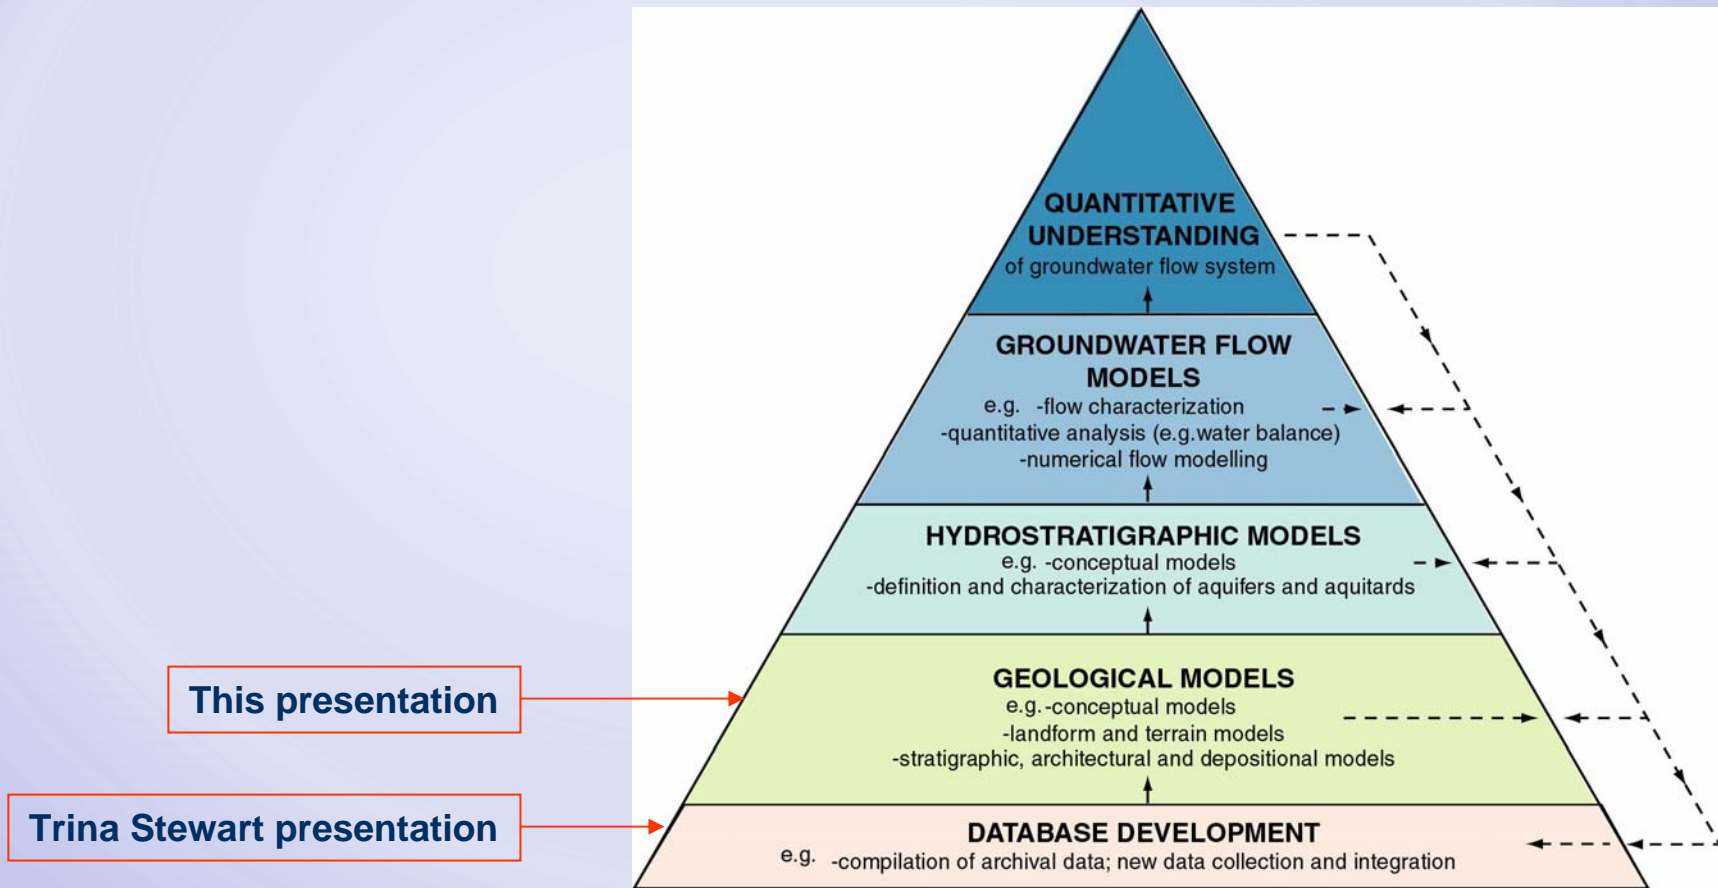 QUANTITATIVE
UNDERSTANDING
of groundwater flow system
GROUNDWATER FLOW
MODELS
e.g. -flow characterization
-quantitative analysis (e.g.water balance)
-numerical flow modelling
HYDROSTRATIGRAPHIC MODELS
e.g. -conceptual models
-definition and characterization of aquifers and aquitards
This presentation
GEOLOGICAL MODELS
e.g.-conceptual models
-landform and terrain models
-stratigraphic, architectural and depositional models
Trina Stewart presentation
DATABASE DEVELOPMENT
e.g. -compilation of archival data; new data collection and integration